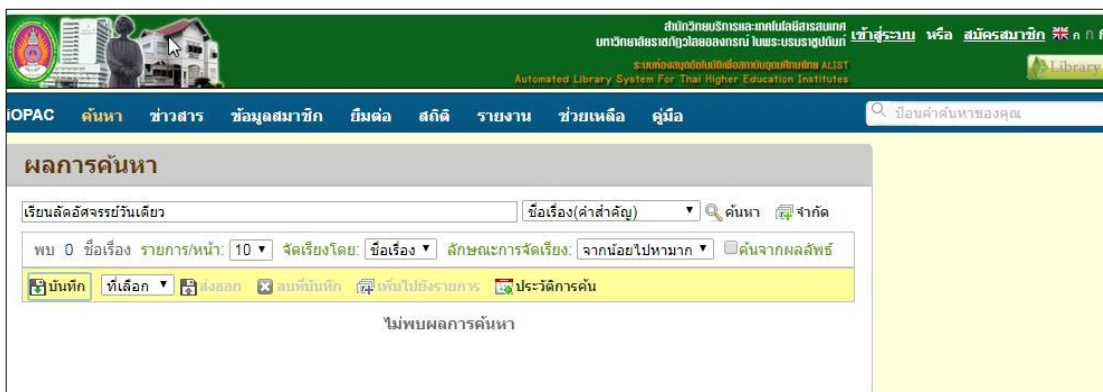 สำนักวิทยบริการและเทคโนโลยีสารสนเทศ
มหาวิทยาลัยราชภัฏวไลยอลงกรณ์ ในพระบรมราชูปถัมภ์
ระบบห้องสมุดอัตโนมัติเพื่อสถาบันอุดมศึกษาไทย ALIST
Automated Library System For Thai Higher Education Institutes
เข้าสู่ระบบ หรือ สมัครสมาชิก ก ก ก
Library
iOPAC ค้นหา ข่าวสาร ข้อมูลสมาชิก ยืมต่อ สถิติ รายงาน ช่วยเหลือ คู่มือ ป้อนคำค้นหาของคุณ
ผลการค้นหา
เรียนลัดอัศจรรย์วันเดียว ชื่อเรื่อง(คำสำคัญ) ค้นหา จำกัด
พบ 0 ชื่อเรื่อง รายการ/หน้า: 10 จัดเรียงโดย: ชื่อเรื่อง ลักษณะการจัดเรียง: จากน้อยไปหามาก ค้นจากผลลัพธ์
บันทึก ที่เลือก ส่งออก ลบที่บันทึก เพิ่มไปยังรายการ ประวัติการค้น
ไม่พบผลการค้นหา